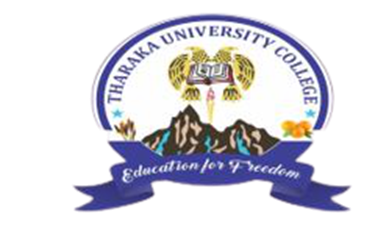 THARAKA UNIVERSITY COLLEGE
Education for Freedom